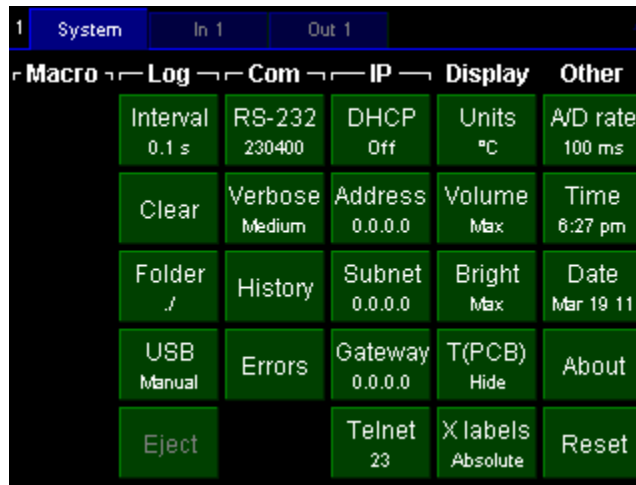 1 System In 1 Out 1
Macro Log Com IP Display Other
Interval RS-232 DHCP Units A/D rate
0.1 s 230400 Off °C 100 ms
Clear Verbose Address Volume Time
Medium 0.0.0.0 Max 6:27 pm
Folder History Subnet Bright Date
./ 0.0.0.0 Max Mar 19 11
USB Errors Gateway T(PCB) About
Manual 0.0.0.0 Hide
Eject Telnet X labels Reset
23 Absolute